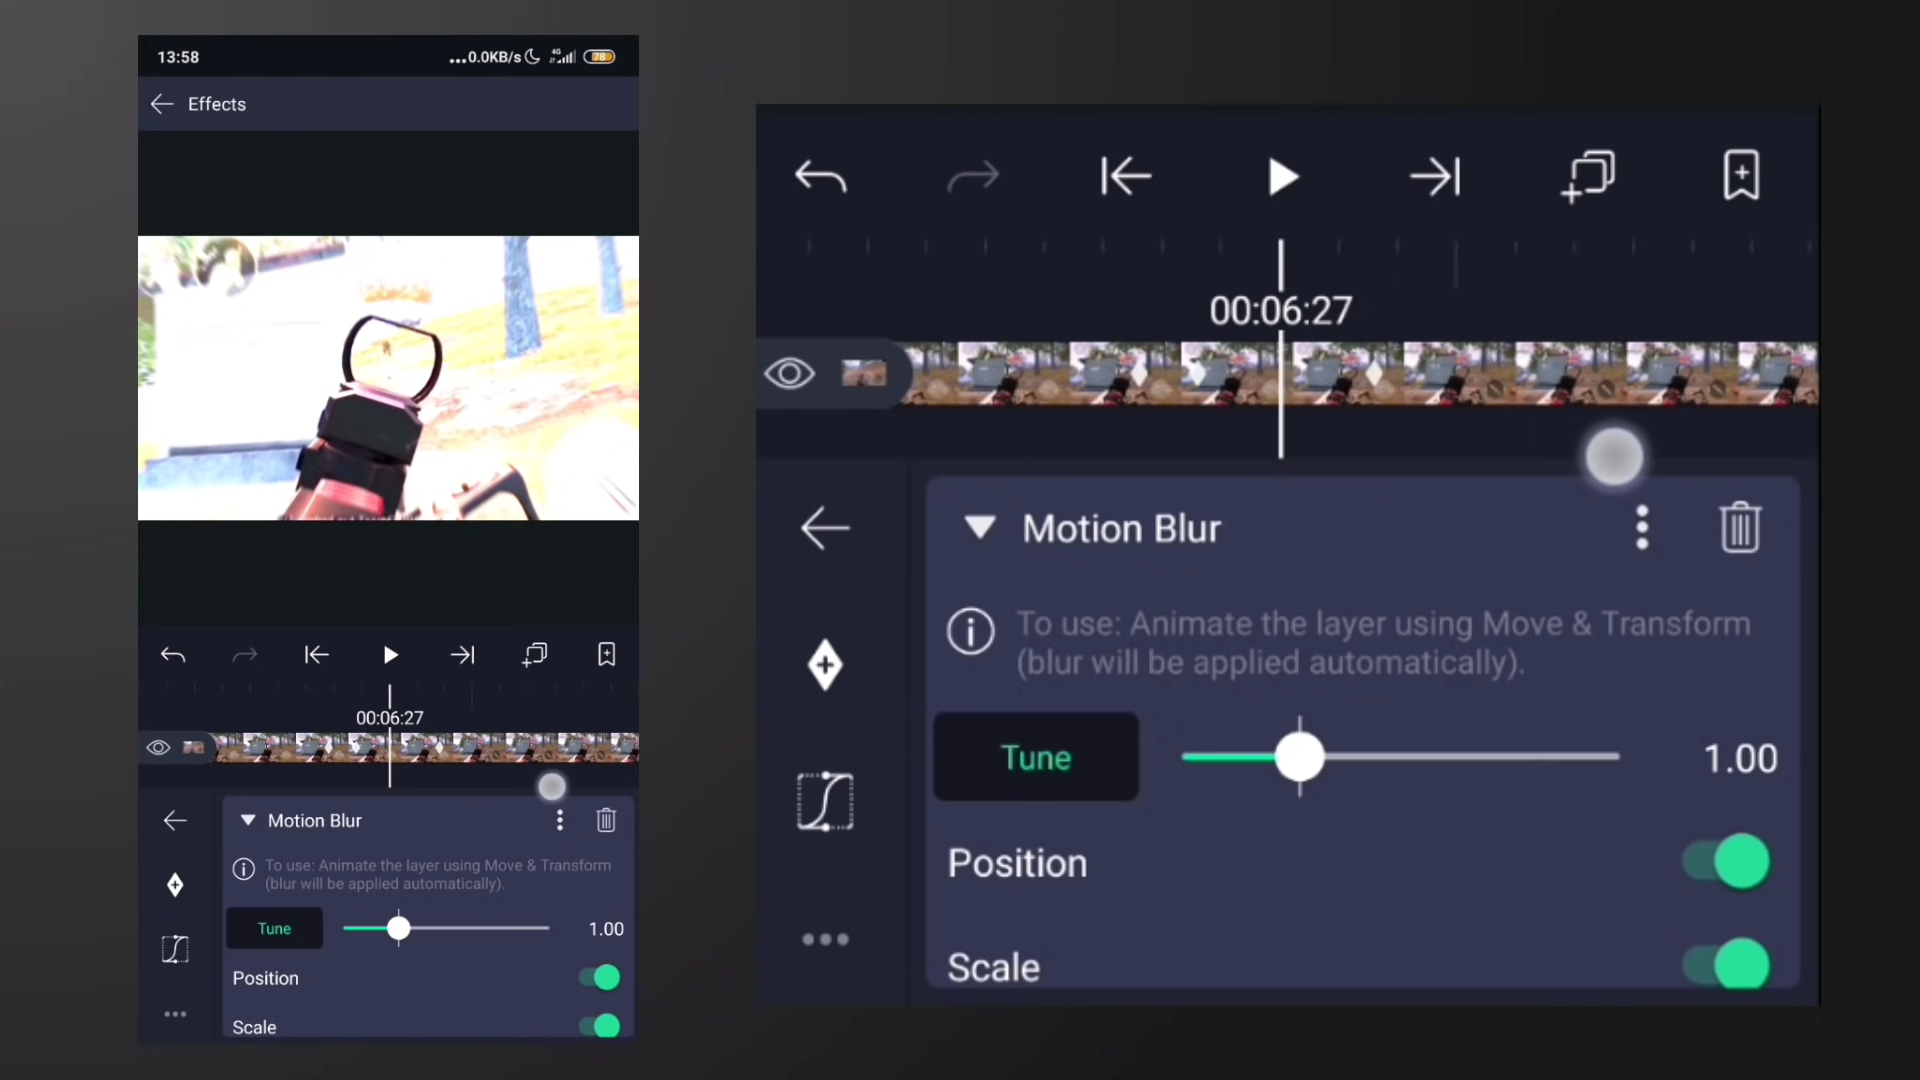 13:58
...0.0KB/s
4G
78
Effects
00:06:27
Motion Blur
To use: Animate the layer using Move & Transform
(blur will be applied automatically).
Tune
1.00
Position
Scale
00:06:27
Motion Blur
To use: Animate the layer using Move & Transform
(blur will be applied automatically).
Tune
1.00
Position
Scale